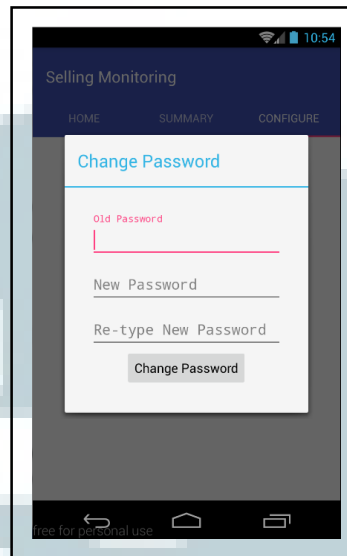 10:54
Selling Monitoring
HOME SUMMARY CONFIGURE
Change Password
Old Password
New Password
Re-type New Password
Change Password
free for personal use